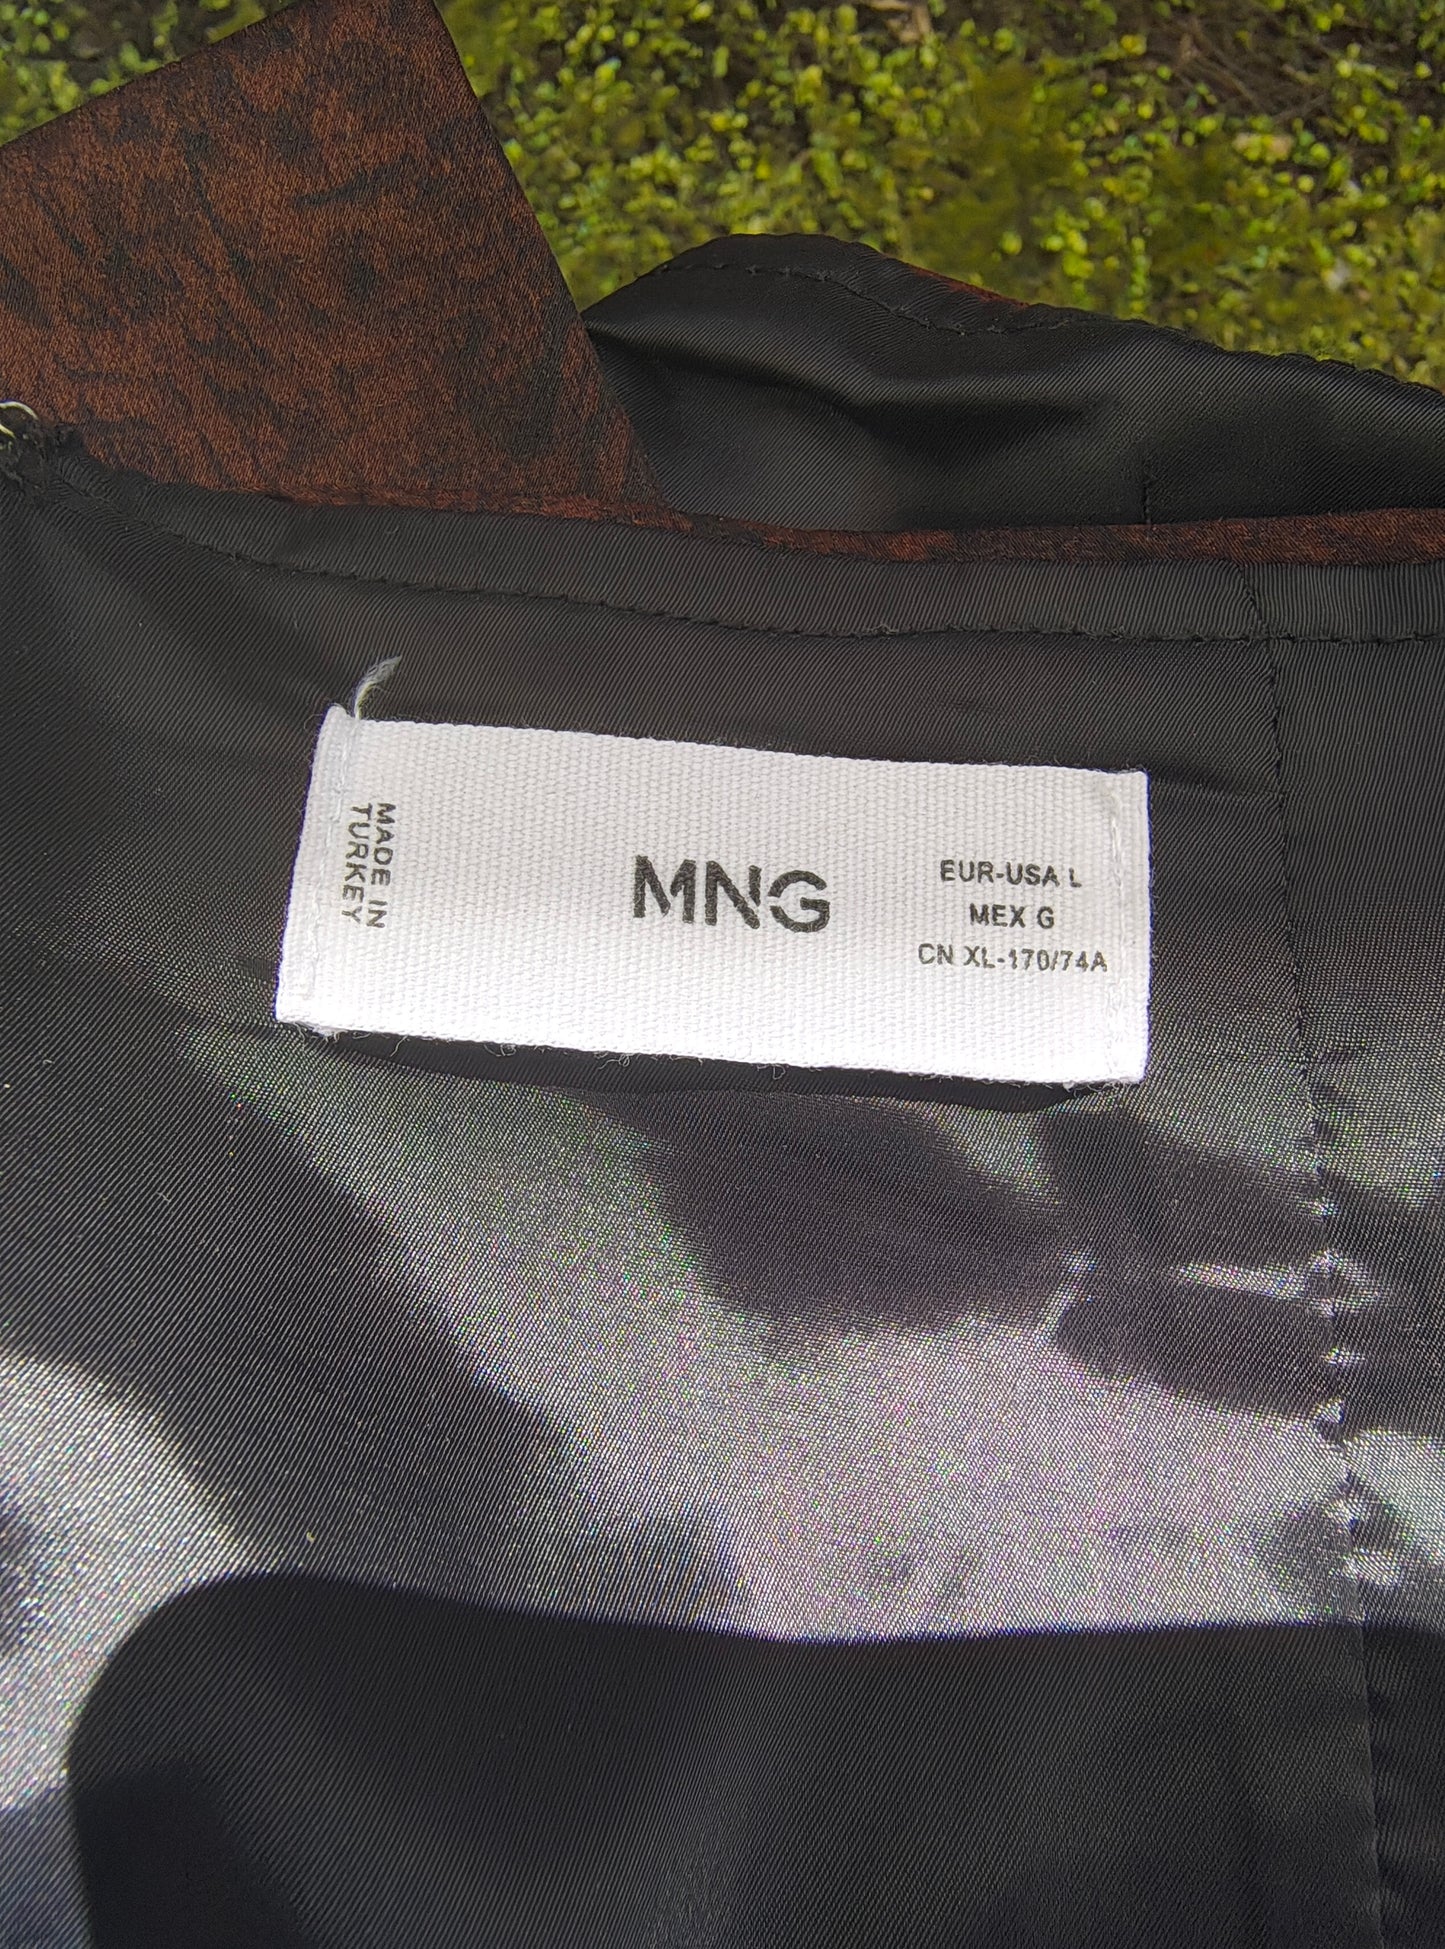 MADE IN
TURKEY
MNG
EUR-USA L
MEX G
CN XL-170/74A